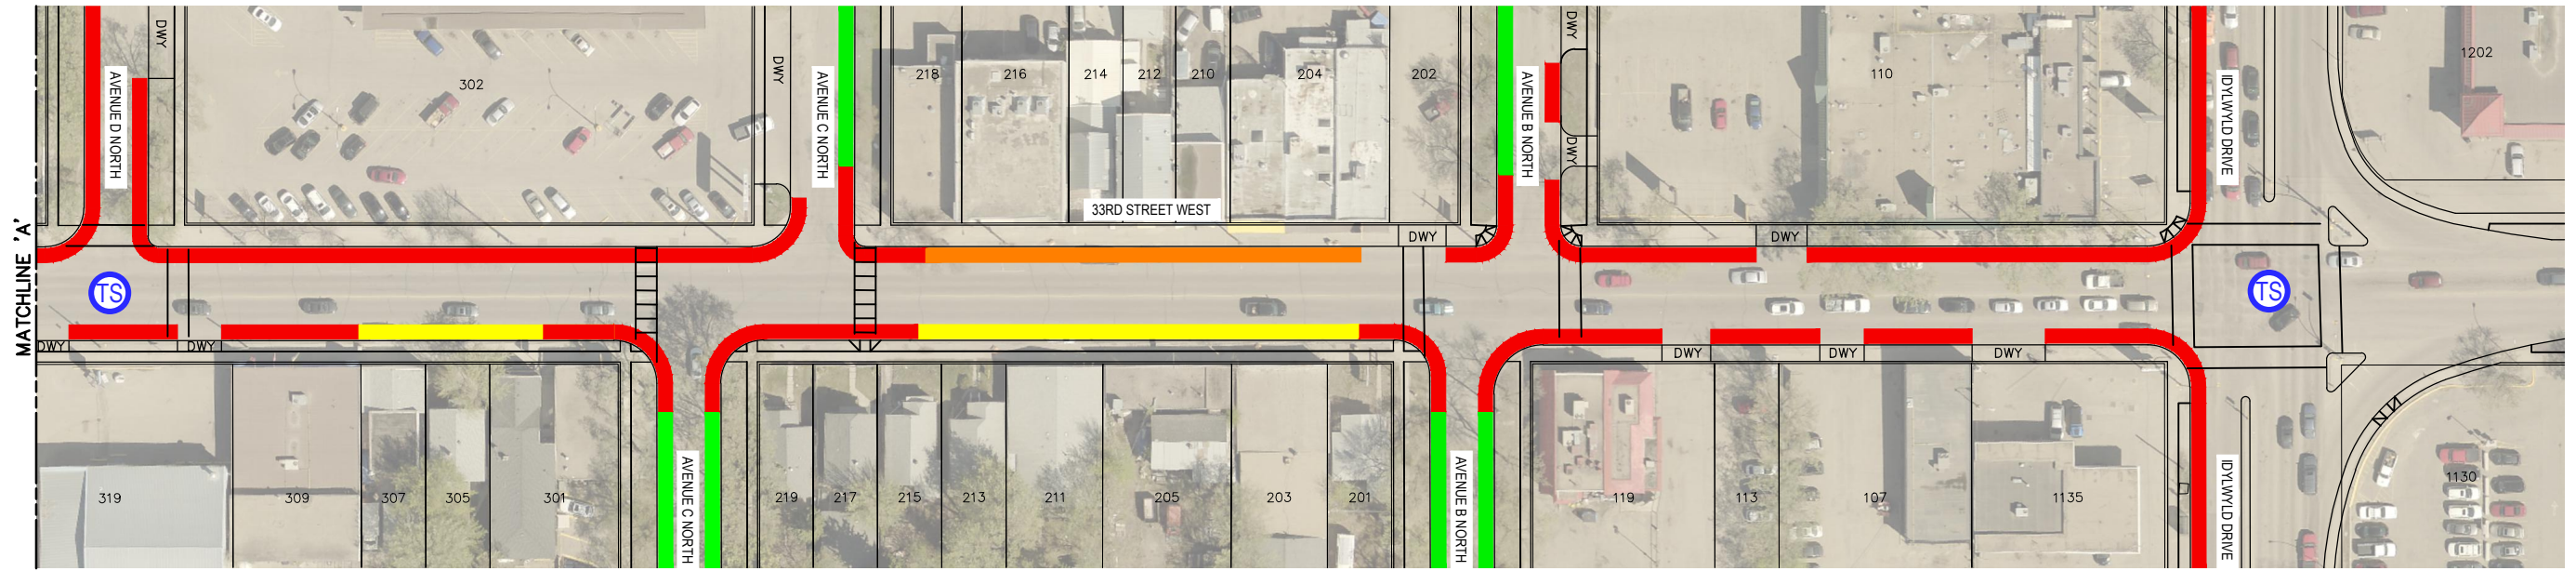 DWY
AVENUE D NORTH
302
DWY
AVENUE C NORTH
218
216
214
212
210
204
202
AVENUE B NORTH
DWY
DWY
110
IDYLWYLD DRIVE
1202
33RD STREET WEST
DWY
DWY
MATCHLINE 'A'
TS
TS
DWY
DWY
DWY
DWY
DWY
319
309
307
305
301
AVENUE C NORTH
219
217
215
213
211
205
203
201
AVENUE B NORTH
119
113
107
1135
IDYLWYLD DRIVE
1130